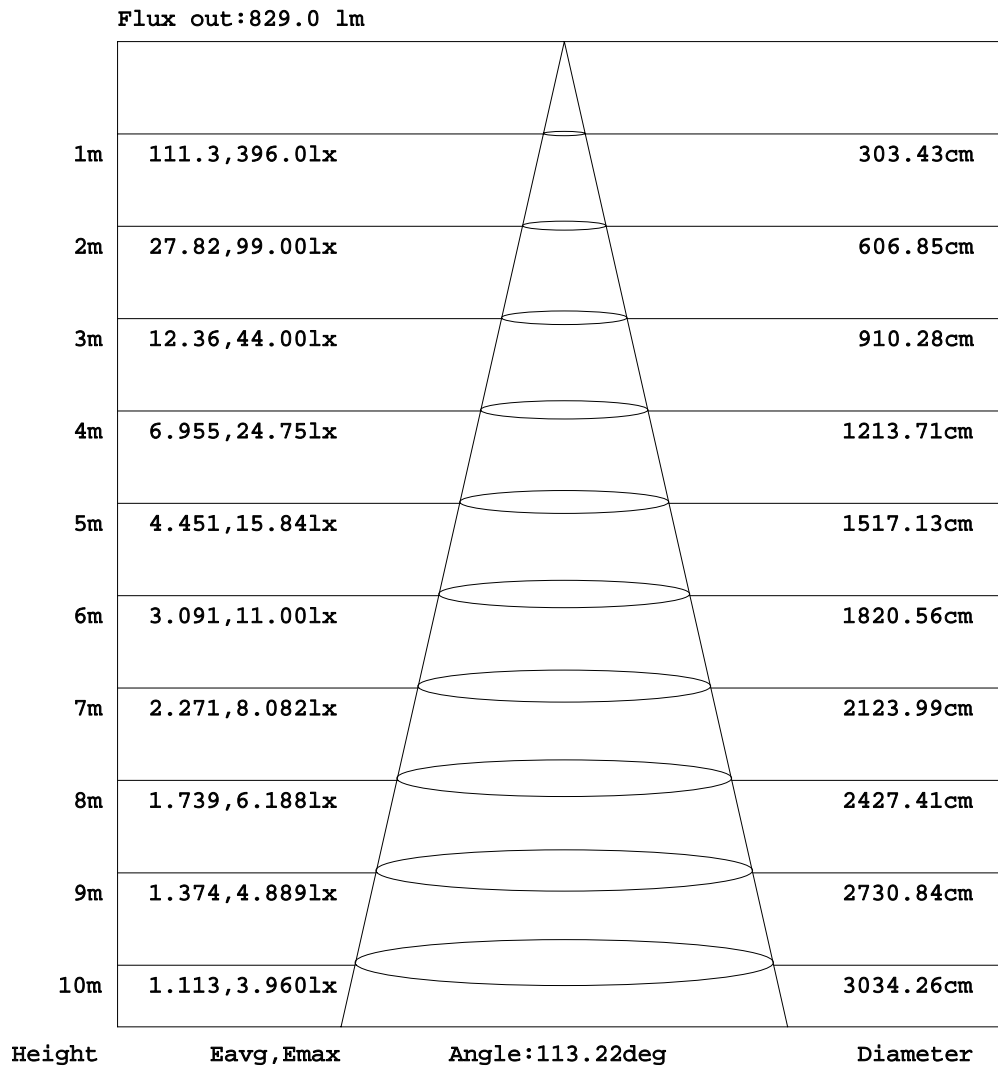 Flux out:829.0 lm
1m 111.3,396.0lx 303.43cm
2m 27.82,99.00lx 606.85cm
3m 12.36,44.00lx 910.28cm
4m 6.955,24.75lx 1213.71cm
5m 4.451,15.84lx 1517.13cm
6m 3.091,11.00lx 1820.56cm
7m 2.271,8.082lx 2123.99cm
8m 1.739,6.188lx 2427.41cm
9m 1.374,4.889lx 2730.84cm
10m 1.113,3.960lx 3034.26cm
Height Eavg,Emax Angle:113.22deg Diameter